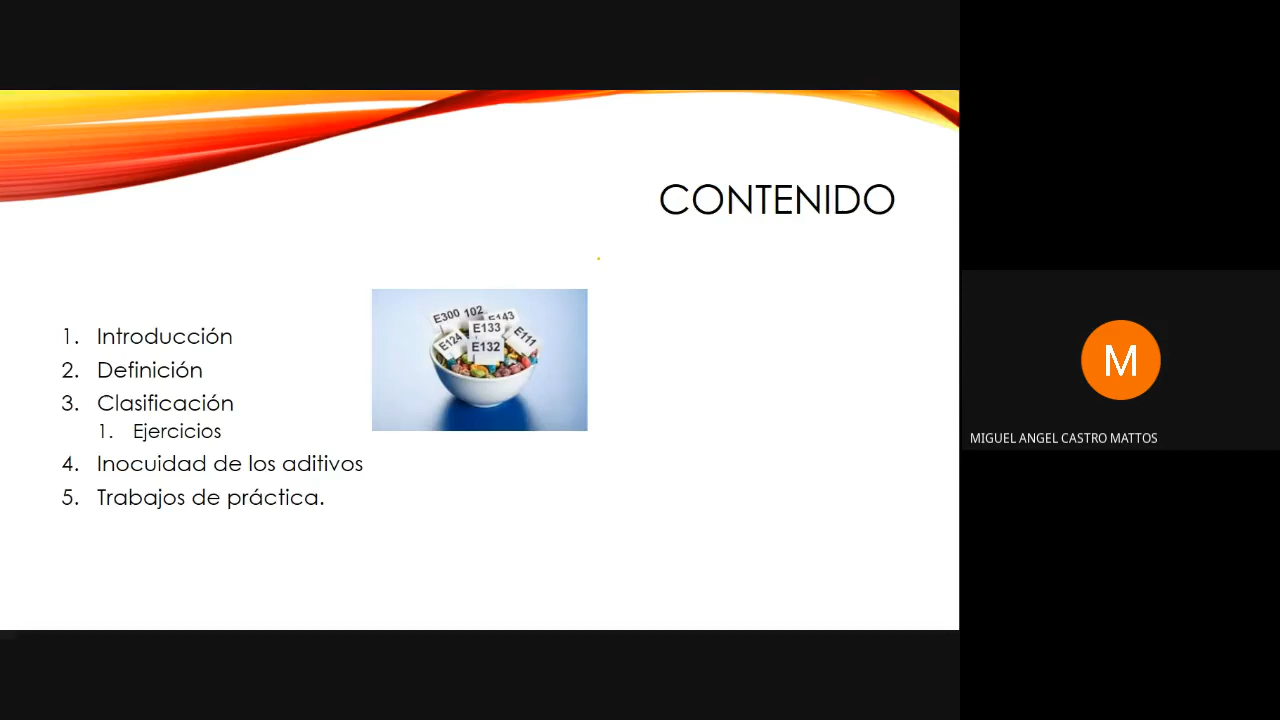 CONTENIDO
1. Introducción
2. Definición
3. Clasificación
1. Ejercicios
4. Inocuidad de los aditivos
5. Trabajos de práctica.
E300 102 E143
E133
E124 E132 E111
M
MIGUEL ANGEL CASTRO MATTOS